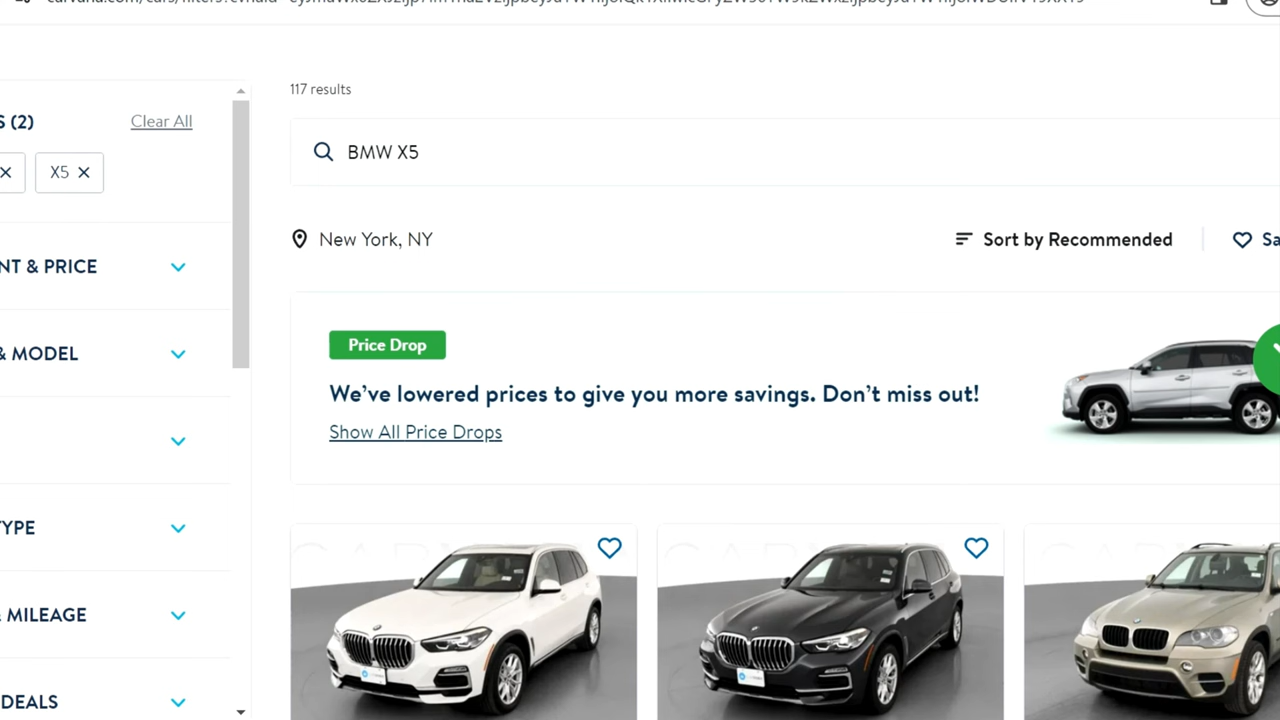 117 results
S (2)
Clear All
X5
BMW X5
New York, NY
Sort by Recommended
Sa
NT & PRICE
Price Drop
& MODEL
We’ve lowered prices to give you more savings. Don’t miss out!
Show All Price Drops
YPE
MILEAGE
DEALS